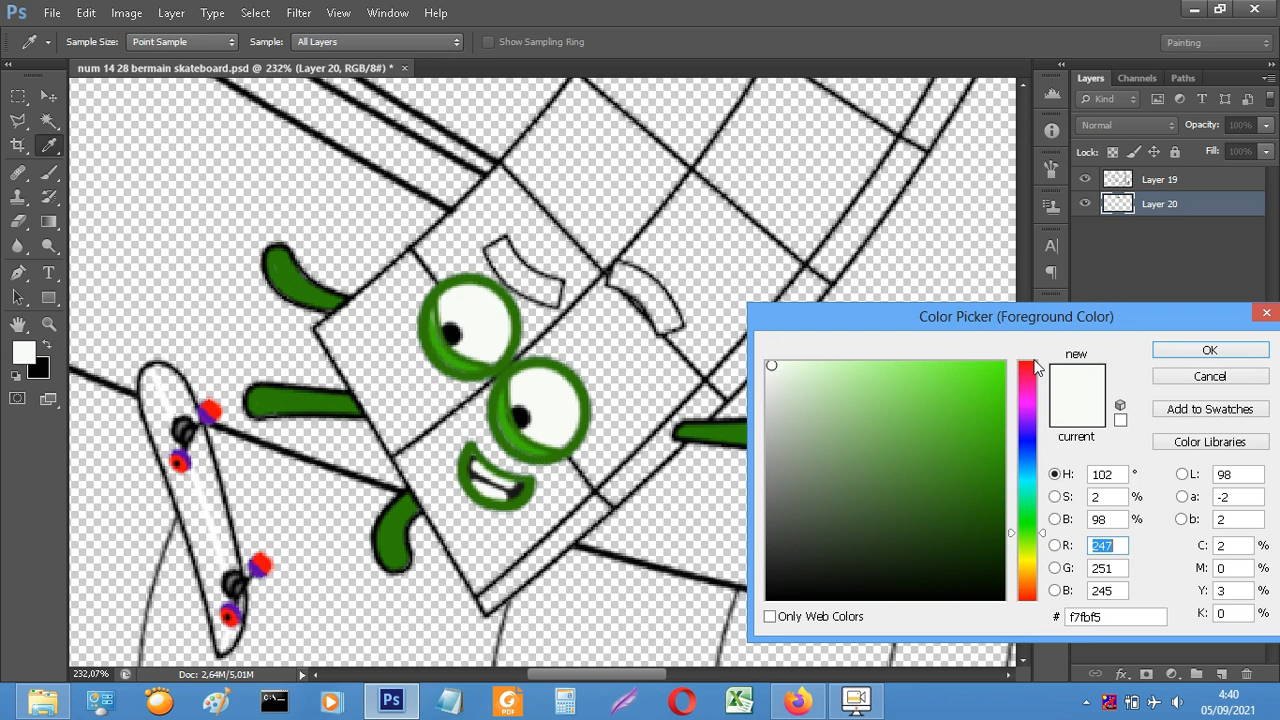 Ps File Edit Image Layer Type Select Filter View Window Help
Sample Size: Point Sample Sample: All Layers Show Sampling Ring Painting
num 14 28 bermain skateboard.psd @ 232% (Layer 20, RGB/8#) *
Layers Channels Paths
Kind
Normal Opacity: 100%
Lock: Fill: 100%
Layer 19
Layer 20
Color Picker (Foreground Color)
new
current
OK
Cancel
Add to Swatches
Color Libraries
H: 102 ° L: 98
S: 2 % a: -2
B: 98 % b: 2
R: 247 C: 2 %
G: 251 M: 0 %
B: 245 Y: 3 %
# f7fbf5 K: 0 %
Only Web Colors
232,07% Doc: 2,64M/5,01M
Ps PDF
4:40
05/09/2021